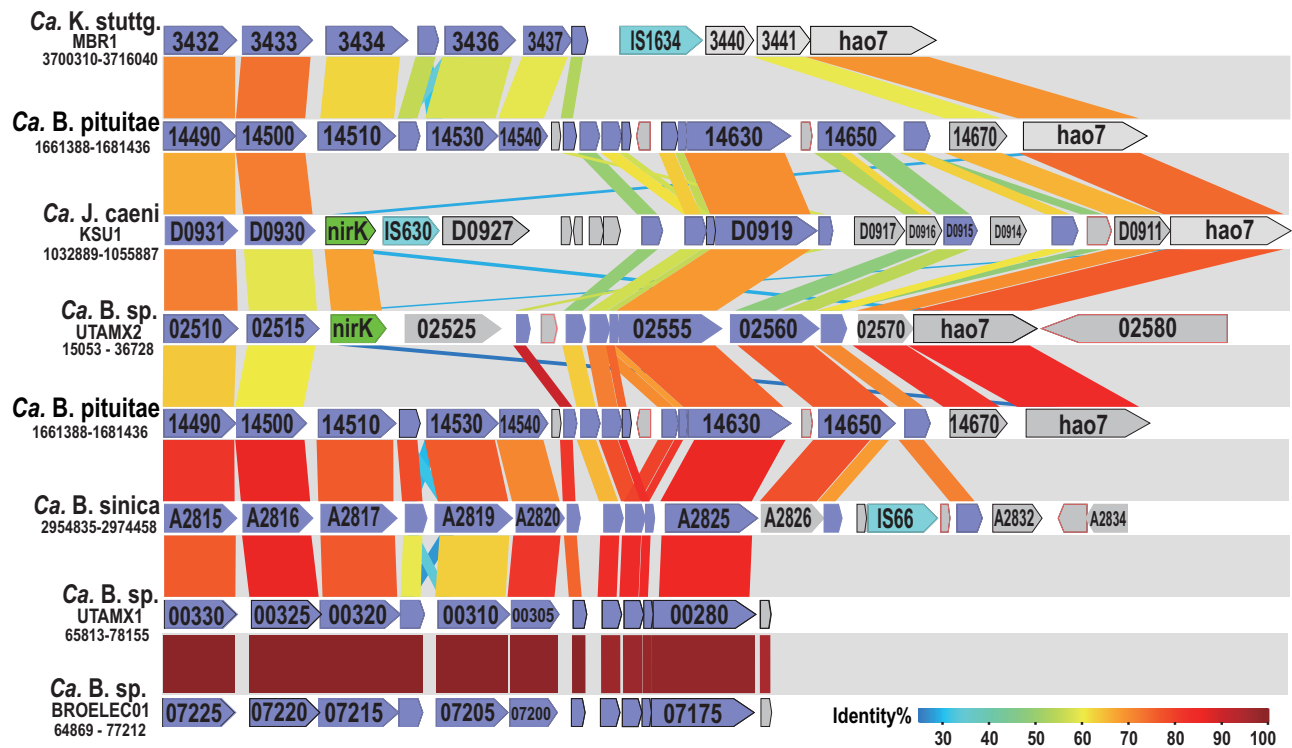 Ca. K. stuttg.
MBR1
3700310-3716040
3432 3433 3434 3436 3437 IS1634 3440 3441 hao7
Ca. B. pituitae
1661388-1681436
14490 14500 14510 14530 14540 14630 14650 14670 hao7
Ca. J. caeni
KSU1
1032889-1055887
D0931 D0930 nirK IS630 D0927 D0919 D0917 D0916 D0915 D0914 D0911 hao7
Ca. B. sp.
UTAMX2
15053 - 36728
02510 02515 nirK 02525 02555 02560 02570 hao7 02580
Ca. B. pituitae
1661388-1681436
14490 14500 14510 14530 14540 14630 14650 14670 hao7
Ca. B. sinica
2954835-2974458
A2815 A2816 A2817 A2819 A2820 A2825 A2826 IS66 A2832 A2834
Ca. B. sp.
UTAMX1
65813-78155
00330 00325 00320 00310 00305 00280
Ca. B. sp.
BROELEC01
64869 - 77212
07225 07220 07215 07205 07200 07175
Identity%
30 40 50 60 70 80 90 100